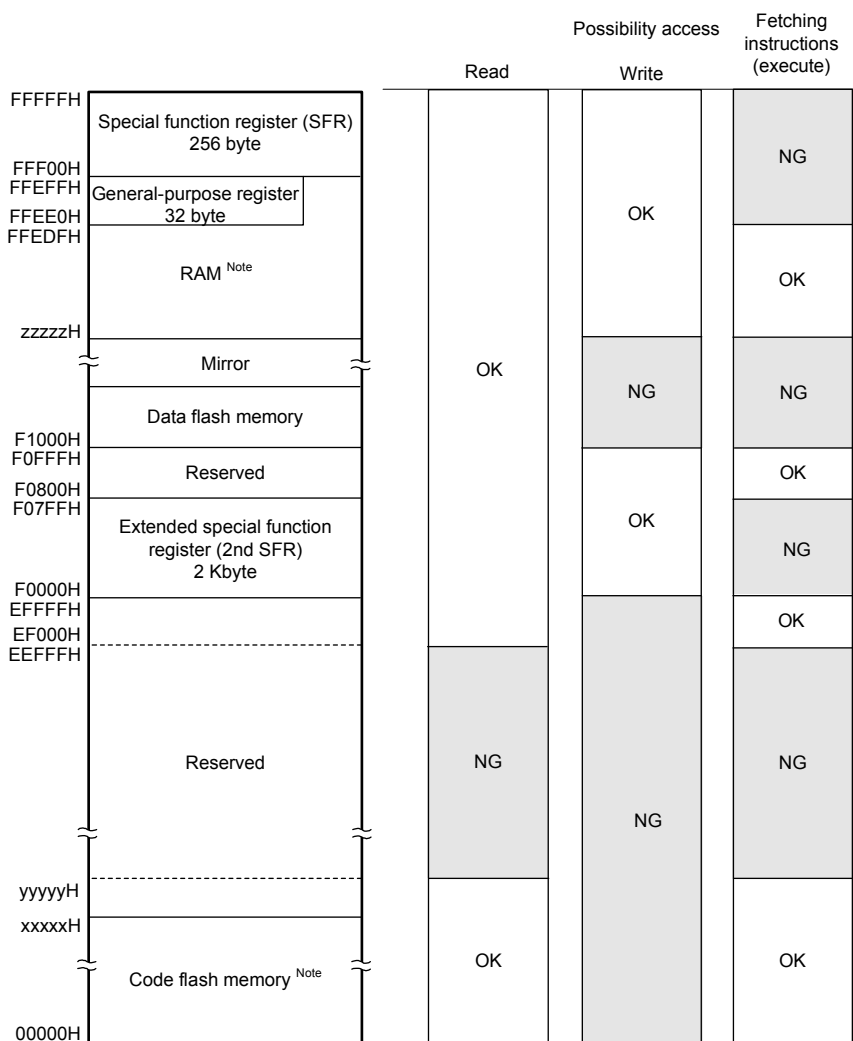 Possibility access
Read
Write
Fetching
instructions
(execute)
FFFFFH
Special function register (SFR)
256 byte
FFF00H
FFEFFH
General-purpose register
32 byte
FFEE0H
FFEDFH
RAM Note
zzzzzH
Mirror
Data flash memory
F1000H
F0FFFH
Reserved
F0800H
F07FFH
Extended special function
register (2nd SFR)
2 Kbyte
F0000H
EFFFFH
EF000H
EEFFFH
Reserved
yyyyyH
xxxxxH
Code flash memory Note
00000H
OK
NG
OK
OK
NG
OK
NG
NG
OK
NG
OK
NG
OK
NG
OK